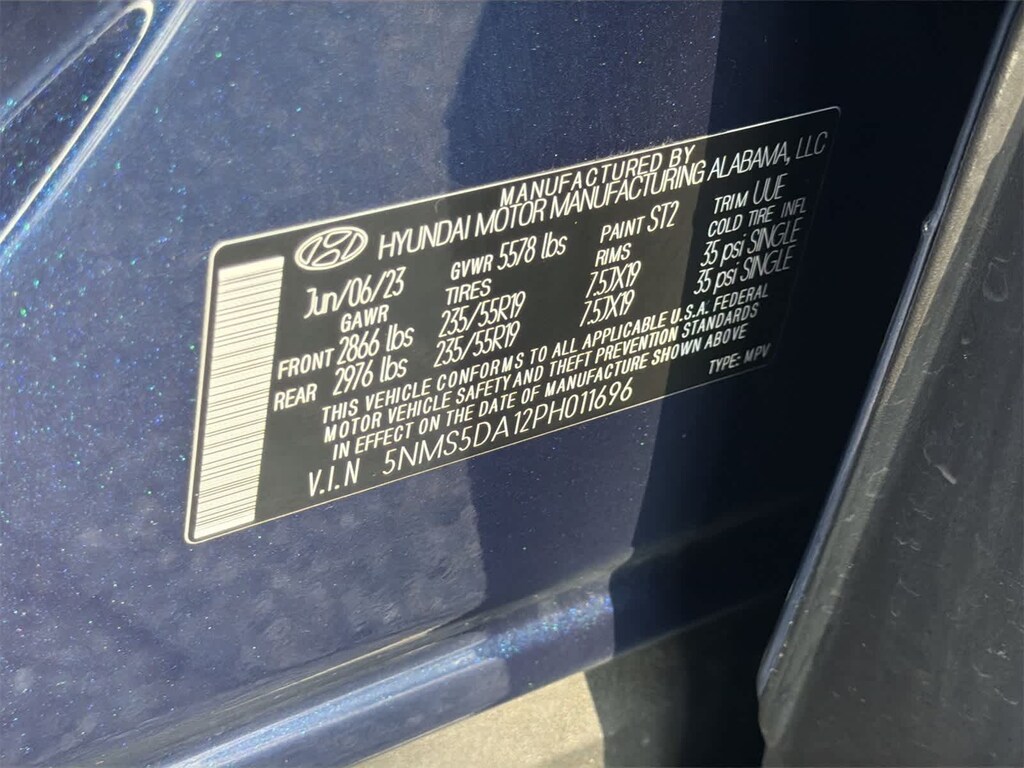 MANUFACTURED BY
HYUNDAI MOTOR MANUFACTURING ALABAMA, LLC
Jun/06/23 GVWR 5578 lbs PAINT ST2 TRIM UUE
GAWR TIRES RIMS COLD TIRE INFL
FRONT 2866 lbs 235/55R19 7.5JX19 35 psi SINGLE
REAR 2976 lbs 235/55R19 7.5JX19 35 psi SINGLE
THIS VEHICLE CONFORMS TO ALL APPLICABLE U.S.A. FEDERAL
MOTOR VEHICLE SAFETY AND THEFT PREVENTION STANDARDS
IN EFFECT ON THE DATE OF MANUFACTURE SHOWN ABOVE
V.I.N 5NMS5DA12PH011696 TYPE: MPV